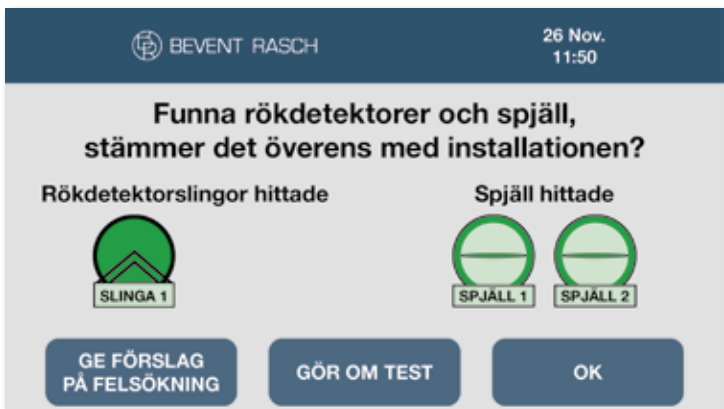 BEVENT RASCH
26 Nov.
11:50
Funna rökdetektorer och spjäll,
stämmer det överens med installationen?
Rökdetektorslingor hittade
Spjäll hittade
SLINGA 1
SPJÄLL 1
SPJÄLL 2
GE FÖRSLAG
PÅ FELSÖKNING
GÖR OM TEST
OK